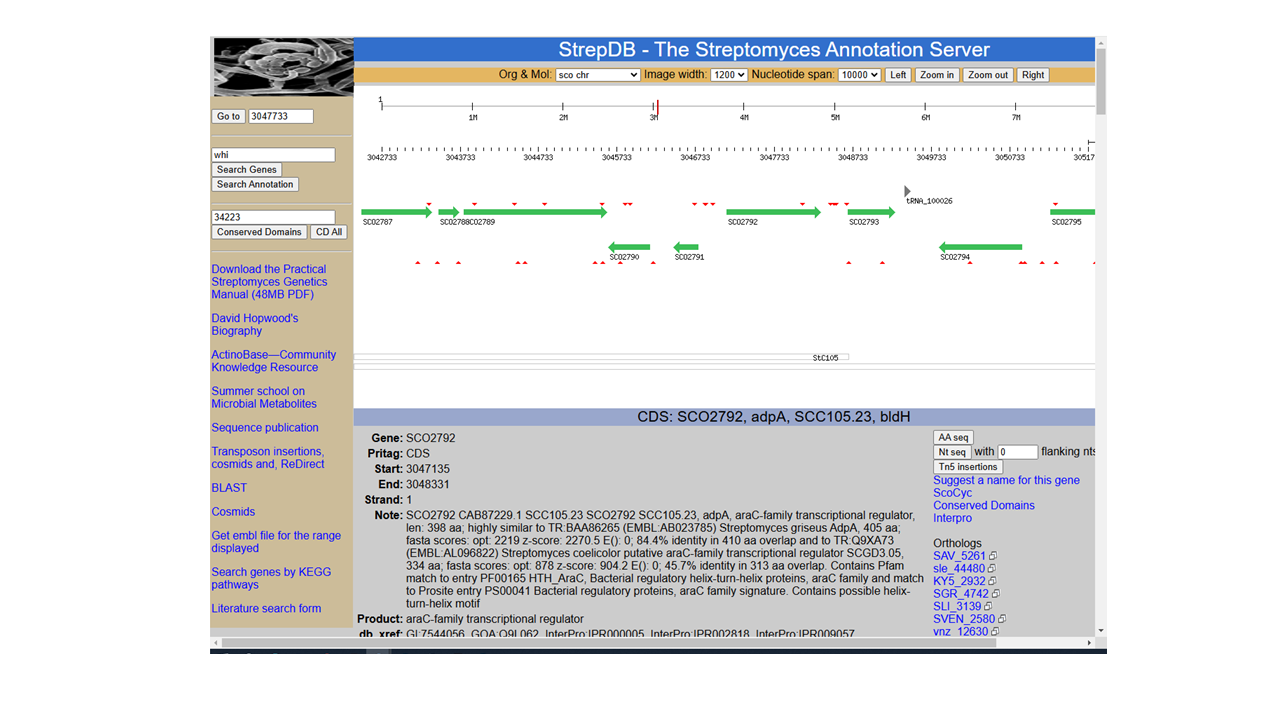 StrepDB - The Streptomyces Annotation Server
Org & Mol: sco chr Image width: 1200 Nucleotide span: 10000 Left Zoom in Zoom out Right
Go to 3047733
whi
Search Genes
Search Annotation
34223
Conserved Domains CD All
Download the Practical
Streptomyces Genetics
Manual (48MB PDF)
David Hopwood's
Biography
ActinoBase—Community
Knowledge Resource
Summer school on
Microbial Metabolites
Sequence publication
Transposon insertions,
cosmids and, ReDirect
BLAST
Cosmids
Get embl file for the range
displayed
Search genes by KEGG
pathways
Literature search form
1
1M 2M 3M 4M 5M 6M 7M
3042733 3043733 3044733 3045733 3046733 3047733 3048733 3049733 3050733 30517
tRNA_100026
SCO2787 SCO2788 SCO2789 SCO2792 SCO2793 SCO2795
SCO2790 SCO2791 SCO2794
StC105
CDS: SCO2792, adpA, SCC105.23, bldH
Gene: SCO2792
Pritag: CDS
Start: 3047135
End: 3048331
Strand: 1
Note: SCO2792 CAB87229.1 SCC105.23 SCO2792 SCC105.23, adpA, araC-family transcriptional regulator,
len: 398 aa; highly similar to TR:BAA86265 (EMBL:AB023785) Streptomyces griseus AdpA, 405 aa;
fasta scores: opt: 2219 z-score: 2270.5 E(): 0; 84.4% identity in 410 aa overlap and to TR:Q9XA73
(EMBL:AL096822) Streptomyces coelicolor putative araC-family transcriptional regulator SCGD3.05,
334 aa; fasta scores: opt: 878 z-score: 904.2 E(): 0; 45.7% identity in 313 aa overlap. Contains Pfam
match to entry PF00165 HTH_AraC, Bacterial regulatory helix-turn-helix proteins, araC family and match
to Prosite entry PS00041 Bacterial regulatory proteins, araC family signature. Contains possible helix-
turn-helix motif
Product: araC-family transcriptional regulator
db_xref: GI:7544056, GOA:Q9L062, InterPro:IPR000005, InterPro:IPR002818, InterPro:IPR009057
AA seq
Nt seq with 0 flanking nts
Tn5 insertions
Suggest a name for this gene
ScoCyc
Conserved Domains
Interpro
Orthologs
SAV_5261
sle_44480
KY5_2932
SGR_4742
SLI_3139
SVEN_2580
vnz_12630